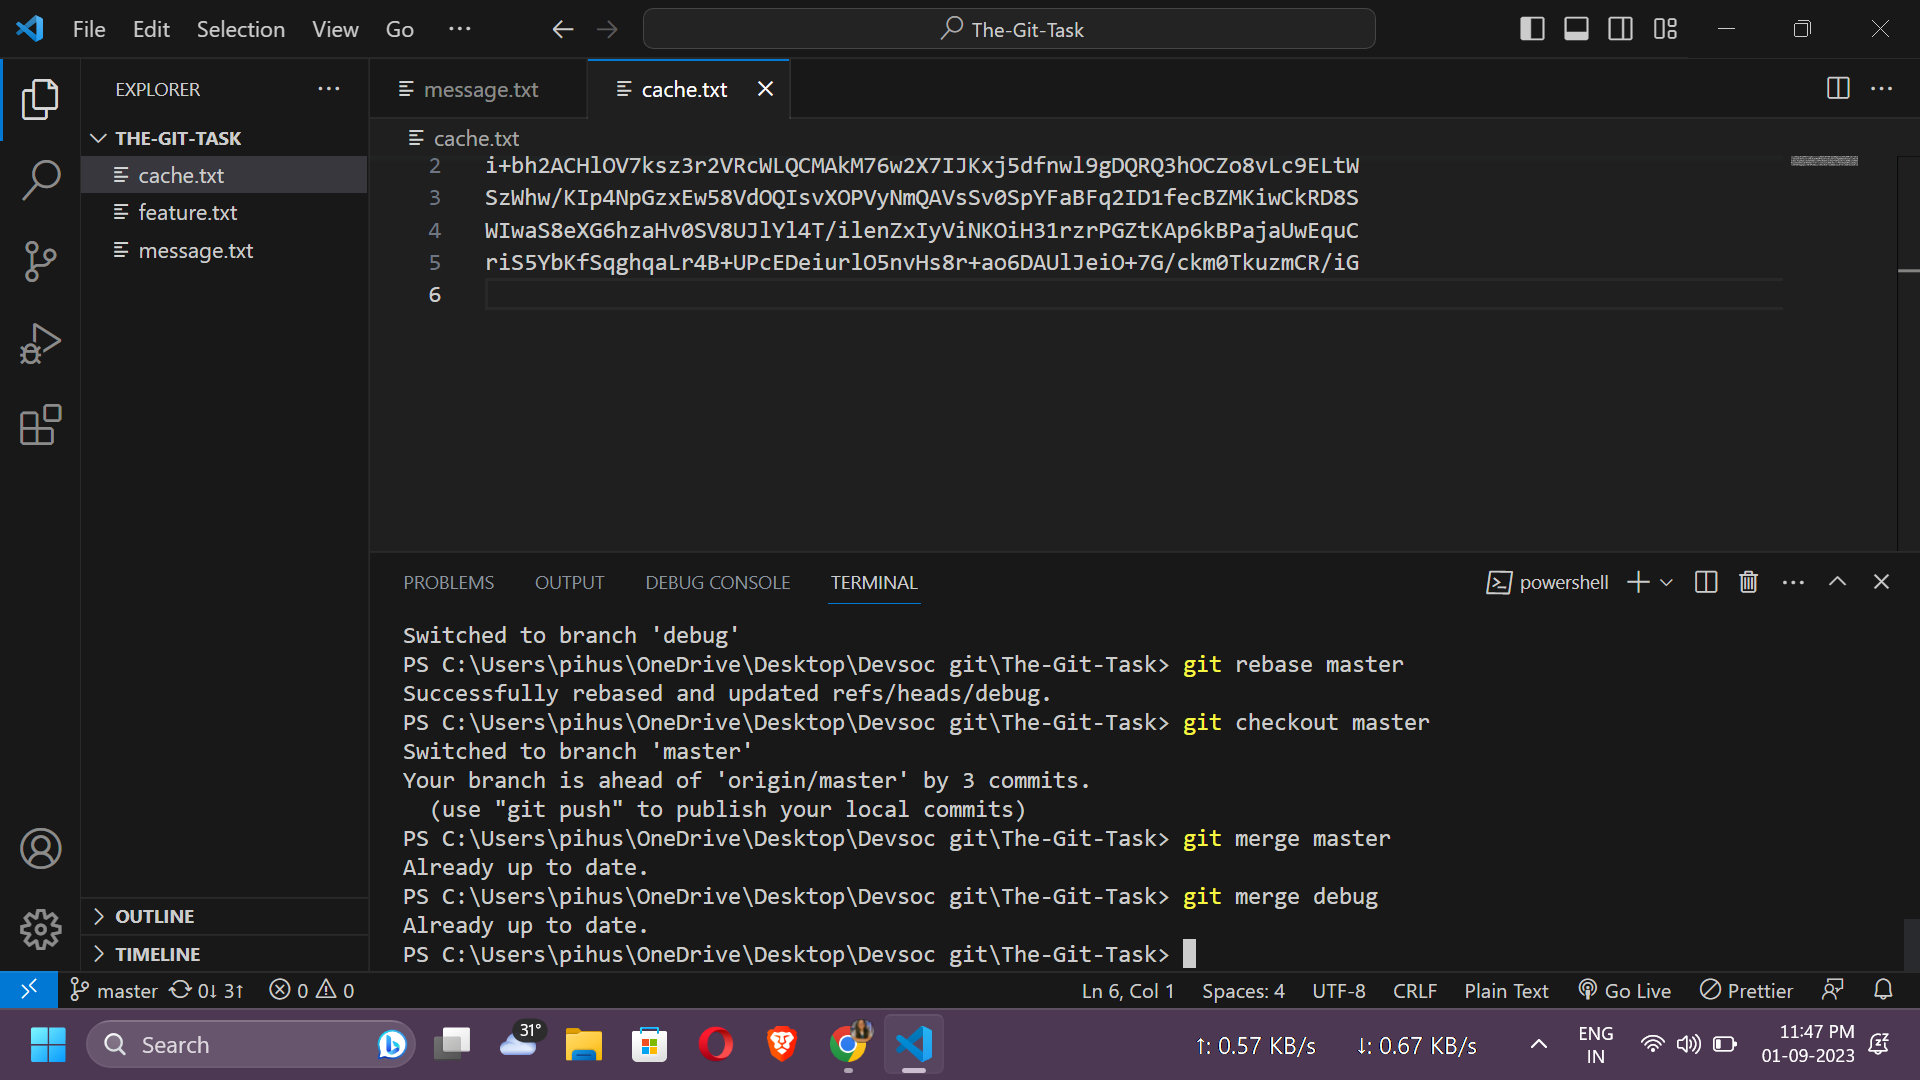 File Edit Selection View Go ··· The-Git-Task
EXPLORER ···
THE-GIT-TASK
cache.txt
feature.txt
message.txt
OUTLINE
TIMELINE
message.txt cache.txt
cache.txt
2 i+bh2ACHlOV7ksz3r2VRcWLQCMAkM76w2X7IJKxj5dfnwl9gDQRQ3hOCZo8vLc9ELtW
3 SzWhw/KIp4NpGzxEw58VdOQIsvXOPVyNmQAVsSv0SpYFaBFq2ID1fecBZMKiwCkRD8S
4 WIwaS8eXG6hzaHv0SV8UJlYl4T/ilenZxIyViNKOiH31rzrPGZtKAp6kBPajaUwEquC
5 riS5YbKfSqghqaLr4B+UPcEDeiurlO5nvHs8r+ao6DAUlJeiO+7G/ckm0TkuzmCR/iG
6
PROBLEMS OUTPUT DEBUG CONSOLE TERMINAL powershell
Switched to branch 'debug'
PS C:\Users\pihus\OneDrive\Desktop\Devsoc git\The-Git-Task> git rebase master
Successfully rebased and updated refs/heads/debug.
PS C:\Users\pihus\OneDrive\Desktop\Devsoc git\The-Git-Task> git checkout master
Switched to branch 'master'
Your branch is ahead of 'origin/master' by 3 commits.
(use "git push" to publish your local commits)
PS C:\Users\pihus\OneDrive\Desktop\Devsoc git\The-Git-Task> git merge master
Already up to date.
PS C:\Users\pihus\OneDrive\Desktop\Devsoc git\The-Git-Task> git merge debug
Already up to date.
PS C:\Users\pihus\OneDrive\Desktop\Devsoc git\The-Git-Task>
master 0↓ 3↑ 0 0 Ln 6, Col 1 Spaces: 4 UTF-8 CRLF Plain Text Go Live Prettier
Search 31° ↑: 0.57 KB/s ↓: 0.67 KB/s ENG IN 11:47 PM
01-09-2023